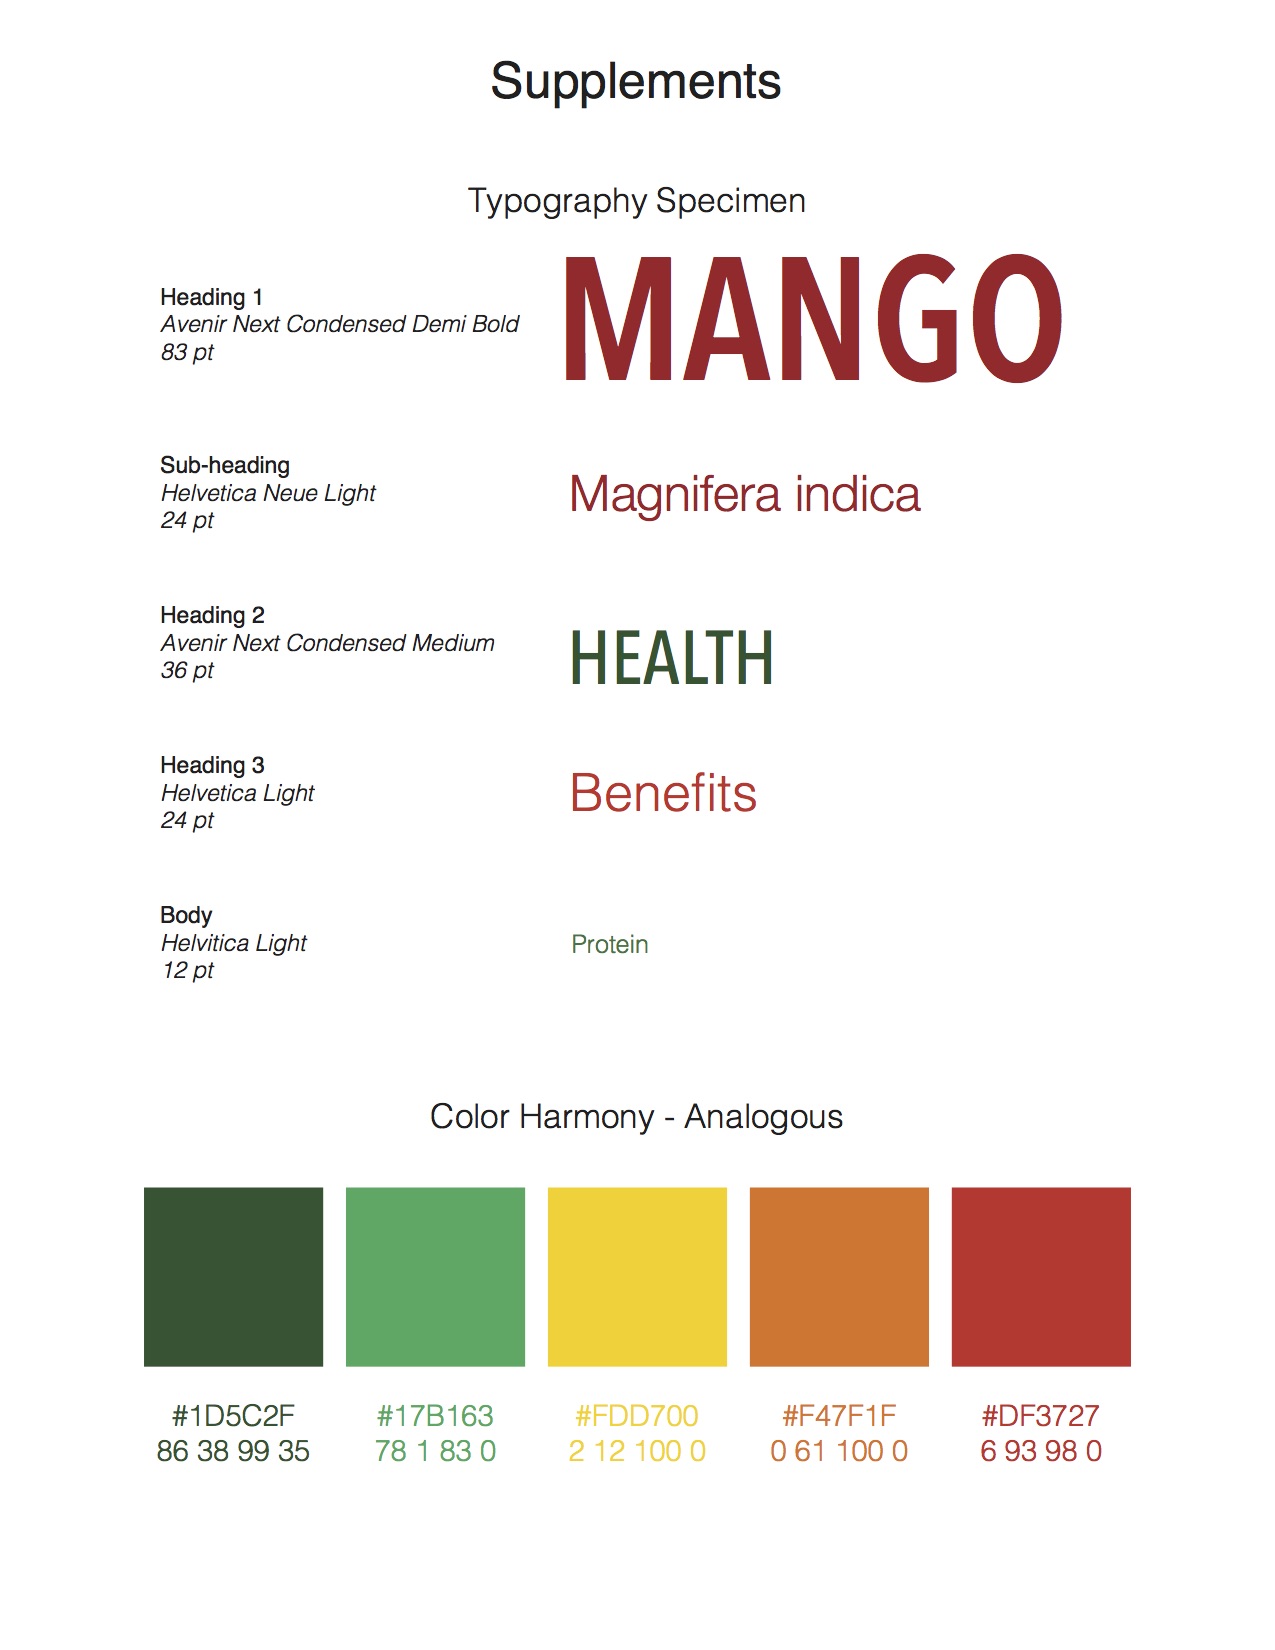 Supplements
Typography Specimen
Heading 1
Avenir Next Condensed Demi Bold
83 pt
MANGO
Sub-heading
Helvetica Neue Light
24 pt
Magnifera indica
Heading 2
Avenir Next Condensed Medium
36 pt
HEALTH
Heading 3
Helvetica Light
24 pt
Benefits
Body
Helvitica Light
12 pt
Protein
Color Harmony - Analogous
#1D5C2F
86 38 99 35
#17B163
78 1 83 0
#FDD700
2 12 100 0
#F47F1F
0 61 100 0
#DF3727
6 93 98 0